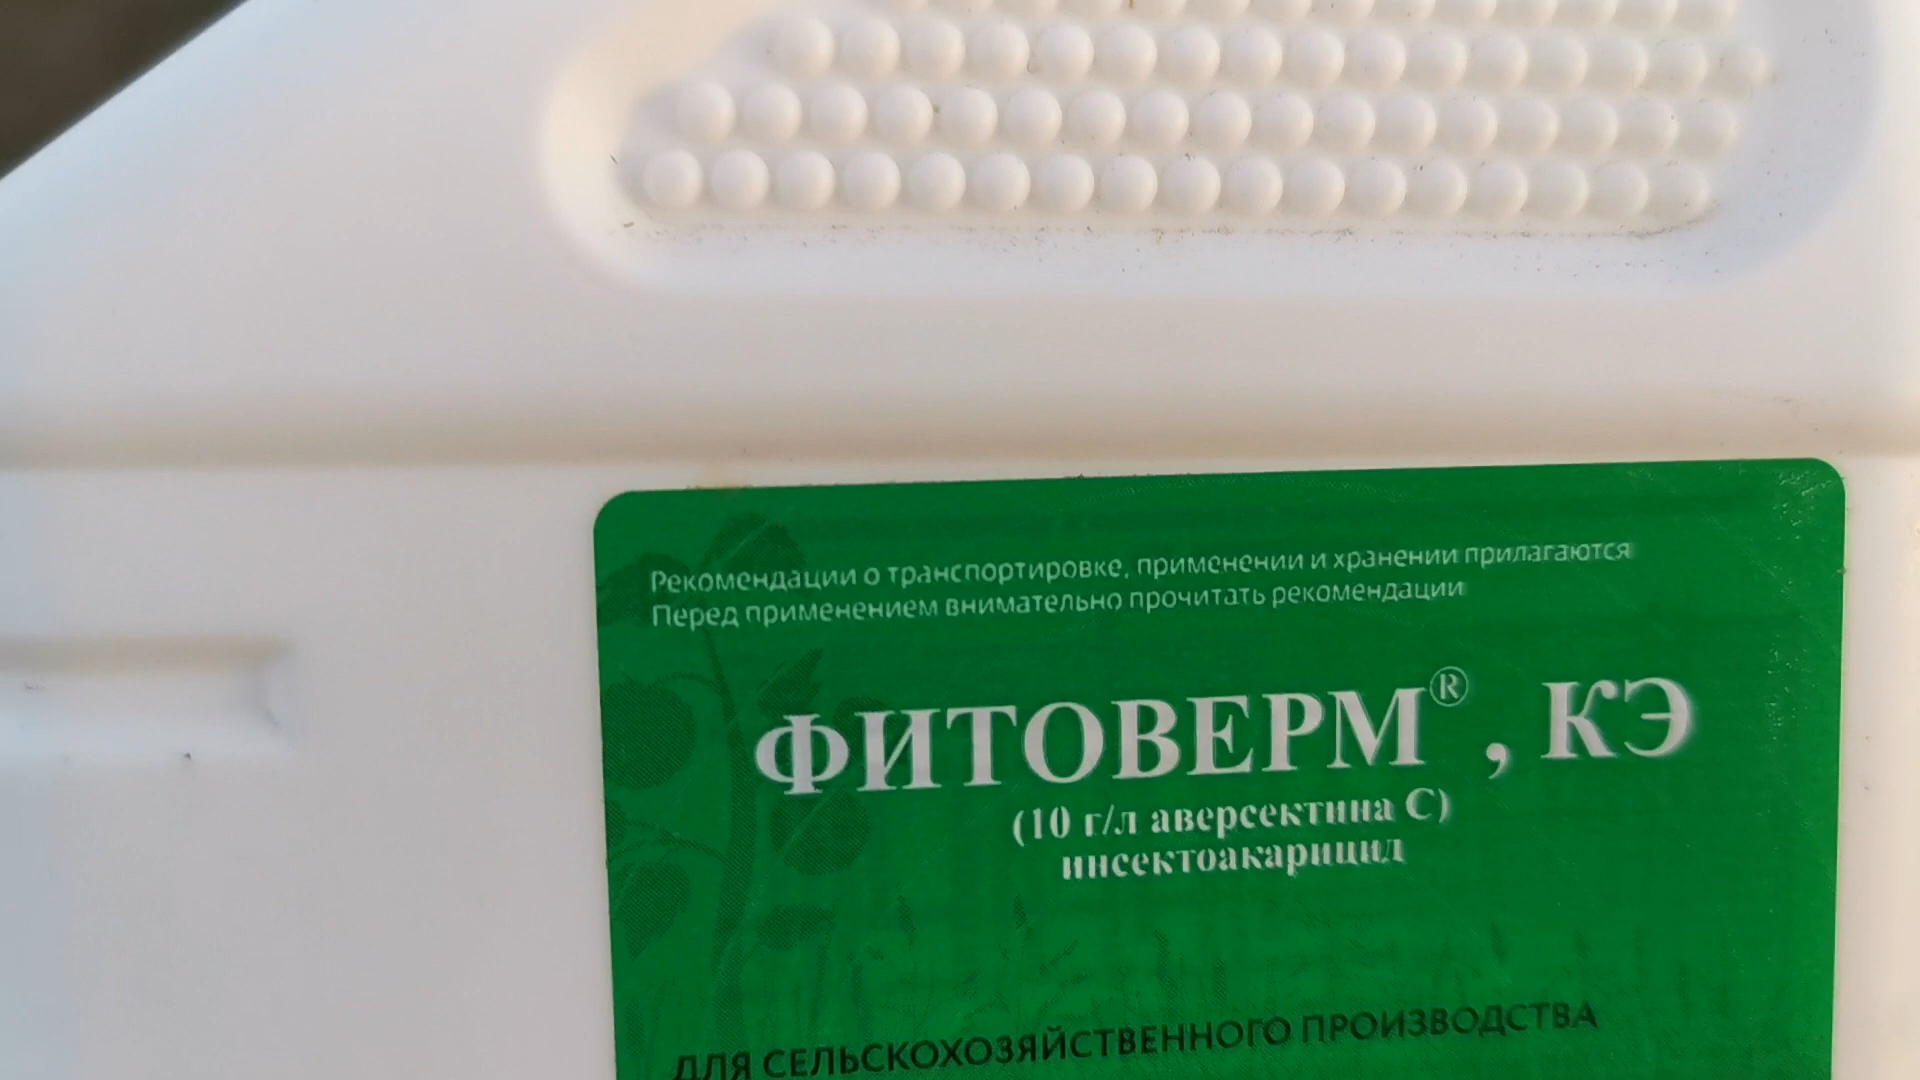 Рекомендации о транспортировке, применении и хранении прилагаются
Перед применением внимательно прочитать рекомендации
ФИТОВЕРМ® , КЭ
(10 г/л аверсектина С)
инсектоакарицид
ДЛЯ СЕЛЬСКОХОЗЯЙСТВЕННОГО ПРОИЗВОДСТВА